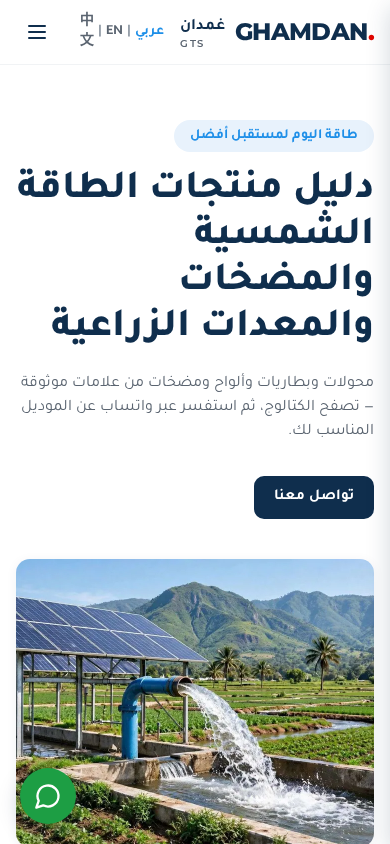 GHAMDAN.
غمدان
GTS
عربي | EN | 中文
طاقة اليوم لمستقبل أفضل
دليل منتجات الطاقة
الشمسية
والمضخات
والمعدات الزراعية
محولات وبطاريات وألواح ومضخات من علامات موثوقة
– تصفح الكتالوج، ثم استفسر عبر واتساب عن الموديل
المناسب لك.
تواصل معنا